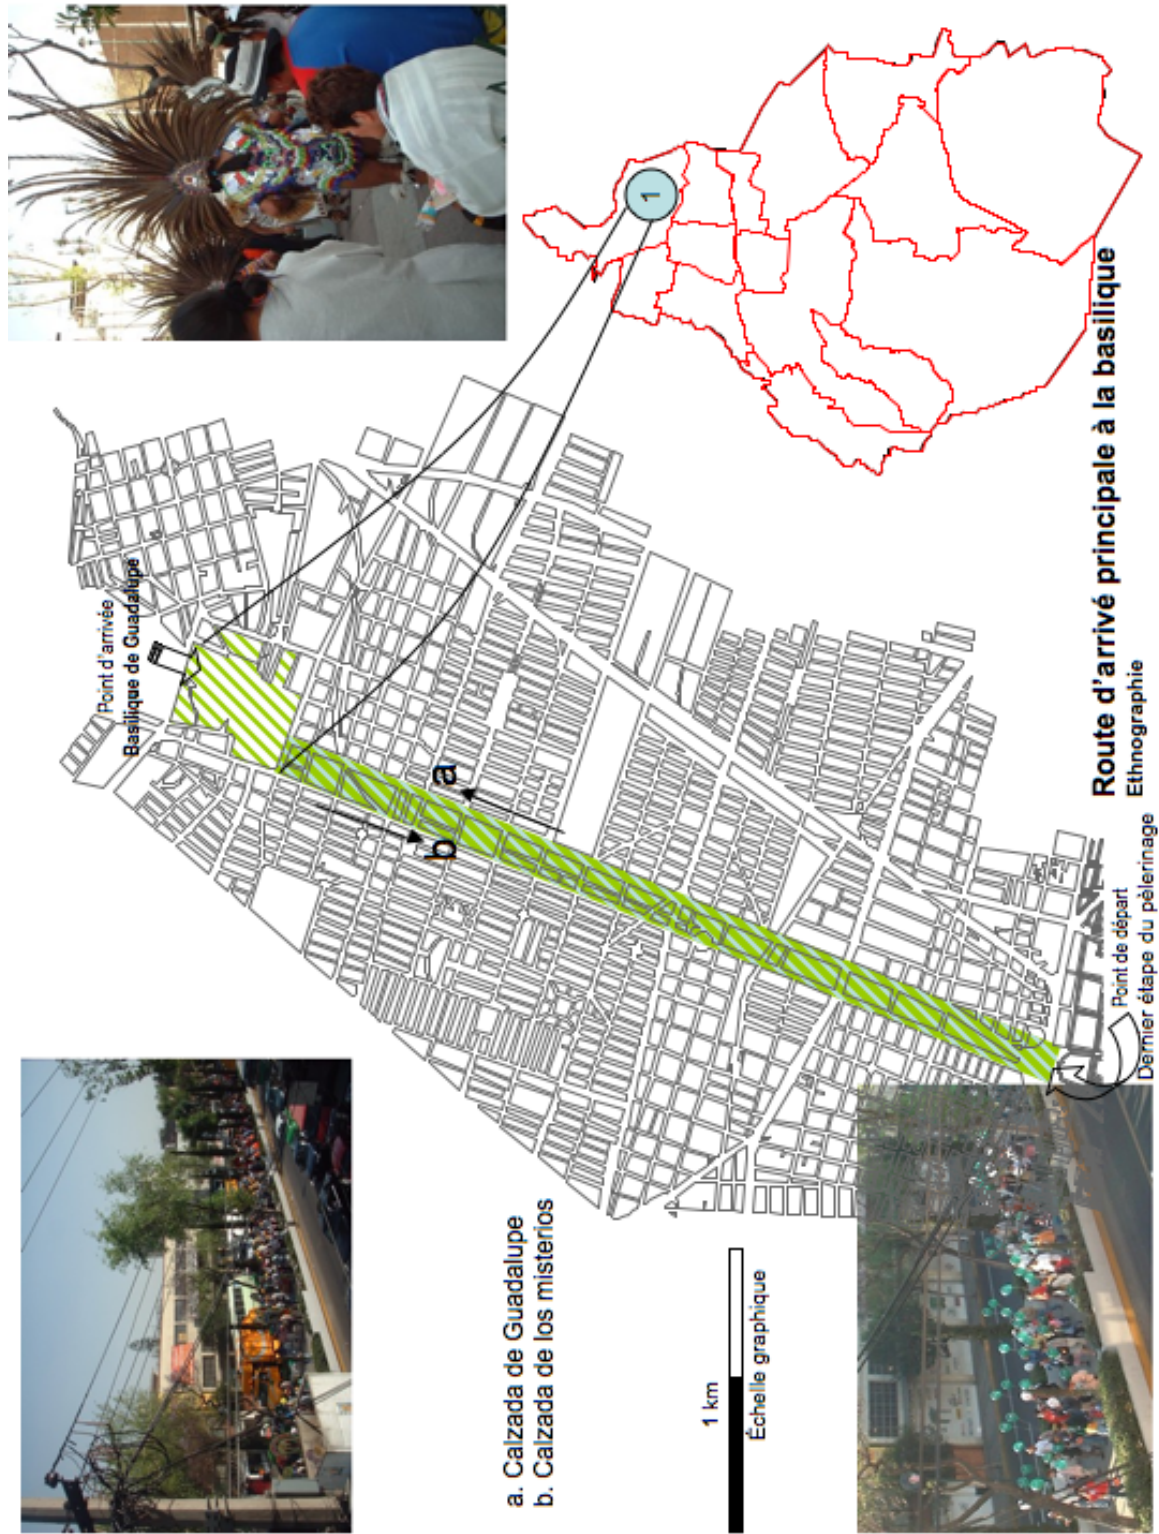 Point d'arrivée
Basilique de Guadalupe
1
a
b
a. Calzada de Guadalupe
b. Calzada de los misterios
1 km
Échelle graphique
Point de départ
Dernier étape du pèlerinage
Route d'arrivé principale à la basilique
Ethnographie